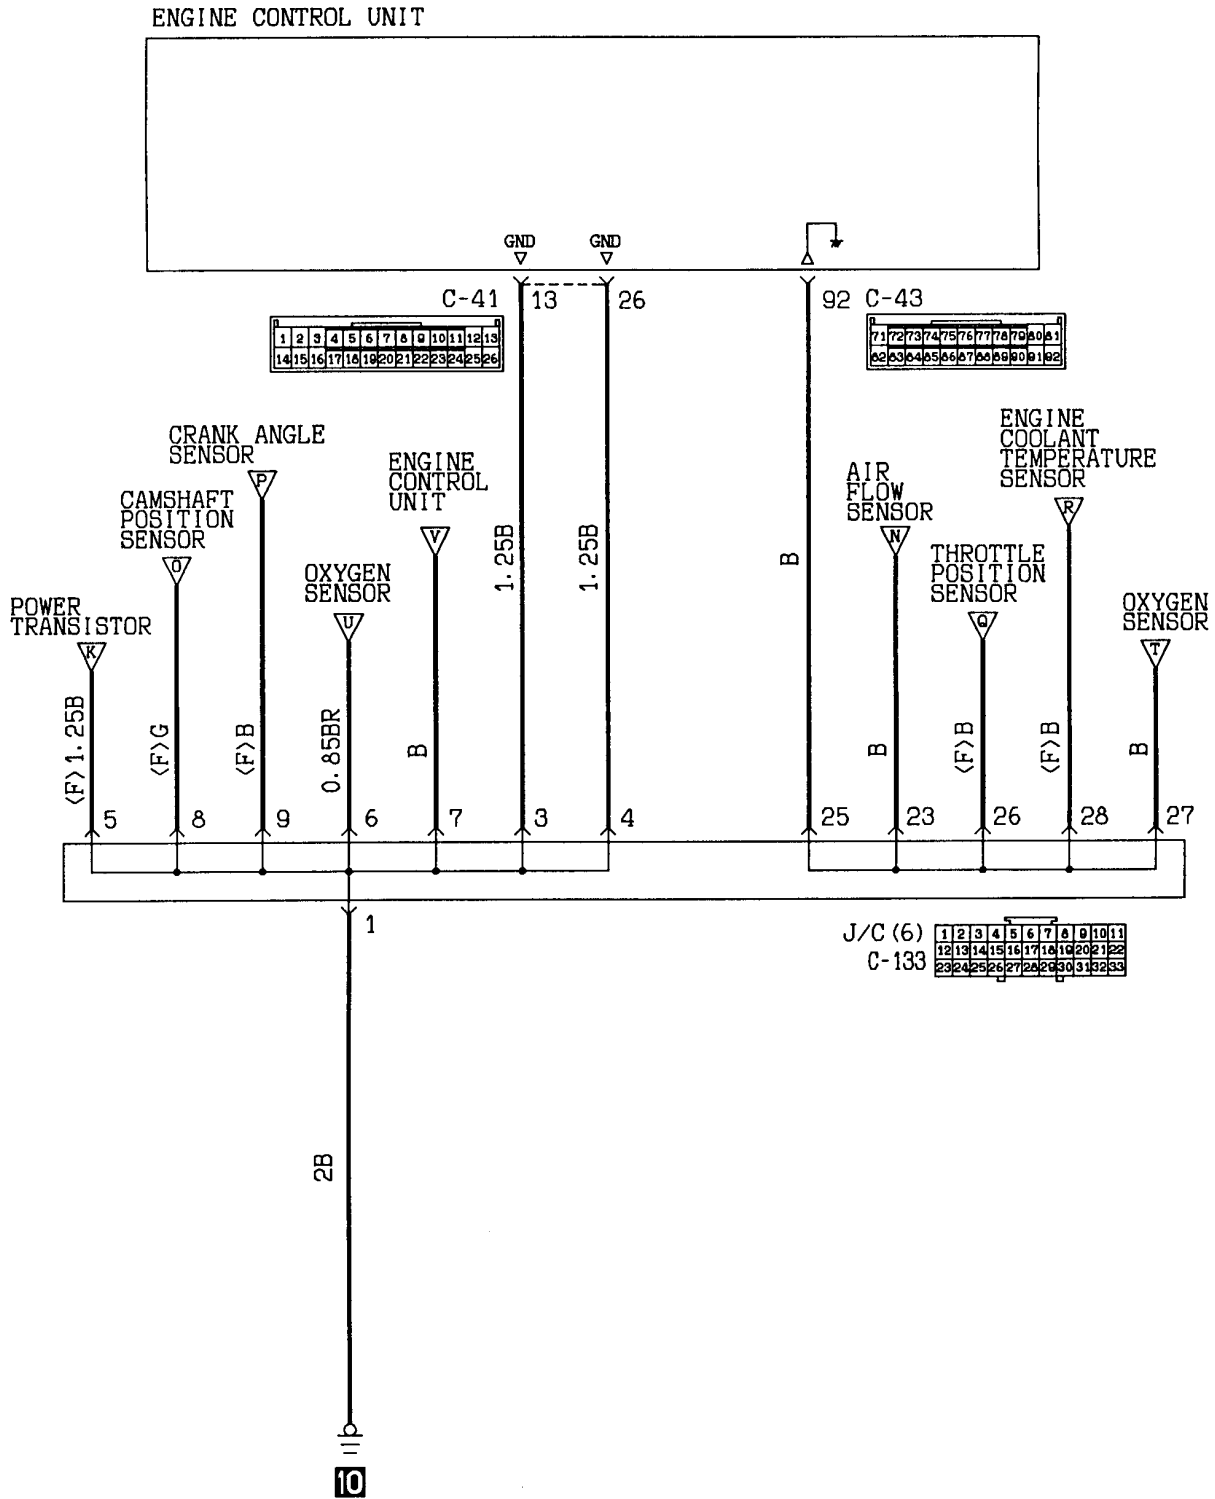 ENGINE CONTROL UNIT
GND
GND
C-41
13
26
92
C-43
1 2 3 4 5 6 7 8 9 10 11 12 13
14 15 16 17 18 19 20 21 22 23 24 25 26
71 72 73 74 75 76 77 78 79 80 81
82 83 84 85 86 87 88 89 90 91 92
POWER
TRANSISTOR
K
CAMSHAFT
POSITION
SENSOR
O
CRANK ANGLE
SENSOR
P
OXYGEN
SENSOR
U
ENGINE
CONTROL
UNIT
V
AIR
FLOW
SENSOR
N
THROTTLE
POSITION
SENSOR
Q
ENGINE
COOLANT
TEMPERATURE
SENSOR
R
OXYGEN
SENSOR
T
<F>1.25B
<F>G
<F>B
0.85BR
B
1.25B
1.25B
B
B
<F>B
<F>B
B
5
8
9
6
7
3
4
25
23
26
28
27
1
J/C(6)
C-133
1 2 3 4 5 6 7 8 9 10 11
12 13 14 15 16 17 18 19 20 21 22
23 24 25 26 27 28 29 30 31 32 33
2B
10